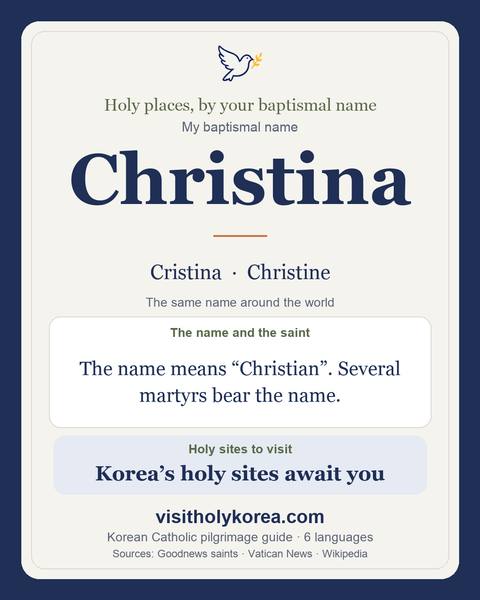 Holy places, by your baptismal name
My baptismal name
Christina
Cristina · Christine
The same name around the world
The name and the saint
The name means “Christian”. Several
martyrs bear the name.
Holy sites to visit
Korea’s holy sites await you
visitholykorea.com
Korean Catholic pilgrimage guide · 6 languages
Sources: Goodnews saints · Vatican News · Wikipedia